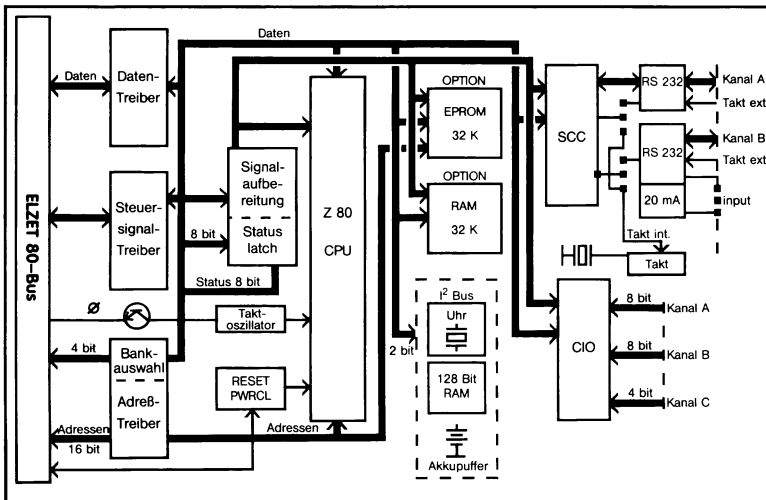 ELZET 80-Bus
Daten
Daten-
Treiber
Steuer-
signal-
Treiber
8 bit
Signal-
aufbe-
reitung
Status
latch
Status 8 bit
Ø
Takt-
oszillator
4 bit
Bank-
auswahl
Adreß-
Treiber
RESET
PWRCL
Adressen
16 bit
Adressen
Daten
Z 80
CPU
OPTION
EPROM
32 K
OPTION
RAM
32 K
2 bit
I² Bus
Uhr
128 Bit
RAM
Akkupuffer
SCC
RS 232
Kanal A
Takt ext
Kanal B
RS 232
Takt ext
20 mA
input
Takt int.
Takt
CIO
8 bit
Kanal A
8 bit
Kanal B
4 bit
Kanal C